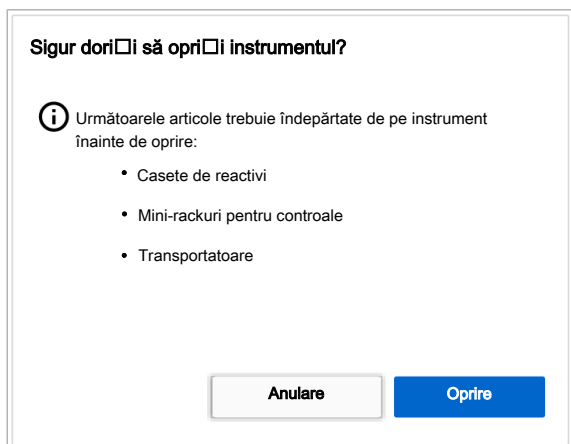 Sigur dori□i să opri□i instrumentul?
Următoarele articole trebuie îndepărtate de pe instrument
înainte de oprire:
• Casete de reactivi
• Mini-rackuri pentru controale
• Transportatoare
Anulare
Oprire